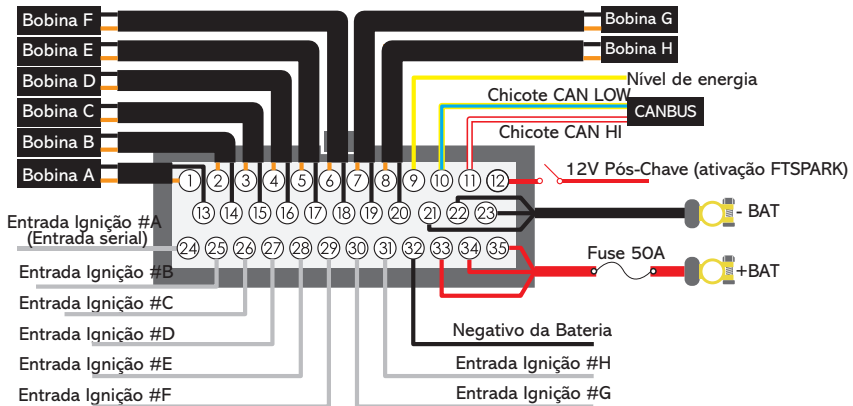 Bobina F
Bobina G
Bobina E
Bobina H
Bobina D
Nível de energia
Chicote CAN LOW
Bobina C
CANBUS
Chicote CAN HI
Bobina B
Bobina A
1 2 3 4 5 6 7 8 9 10 11 12
12V Pós-Chave (ativação FTSPARK)
13 14 15 16 17 18 19 20 21 22 23
- BAT
Entrada Ignição #A
(Entrada serial)
24 25 26 27 28 29 30 31 32 33 34 35
Fuse 50A
+BAT
Entrada Ignição #B
Entrada Ignição #C
Entrada Ignição #D
Negativo da Bateria
Entrada Ignição #E
Entrada Ignição #H
Entrada Ignição #F
Entrada Ignição #G